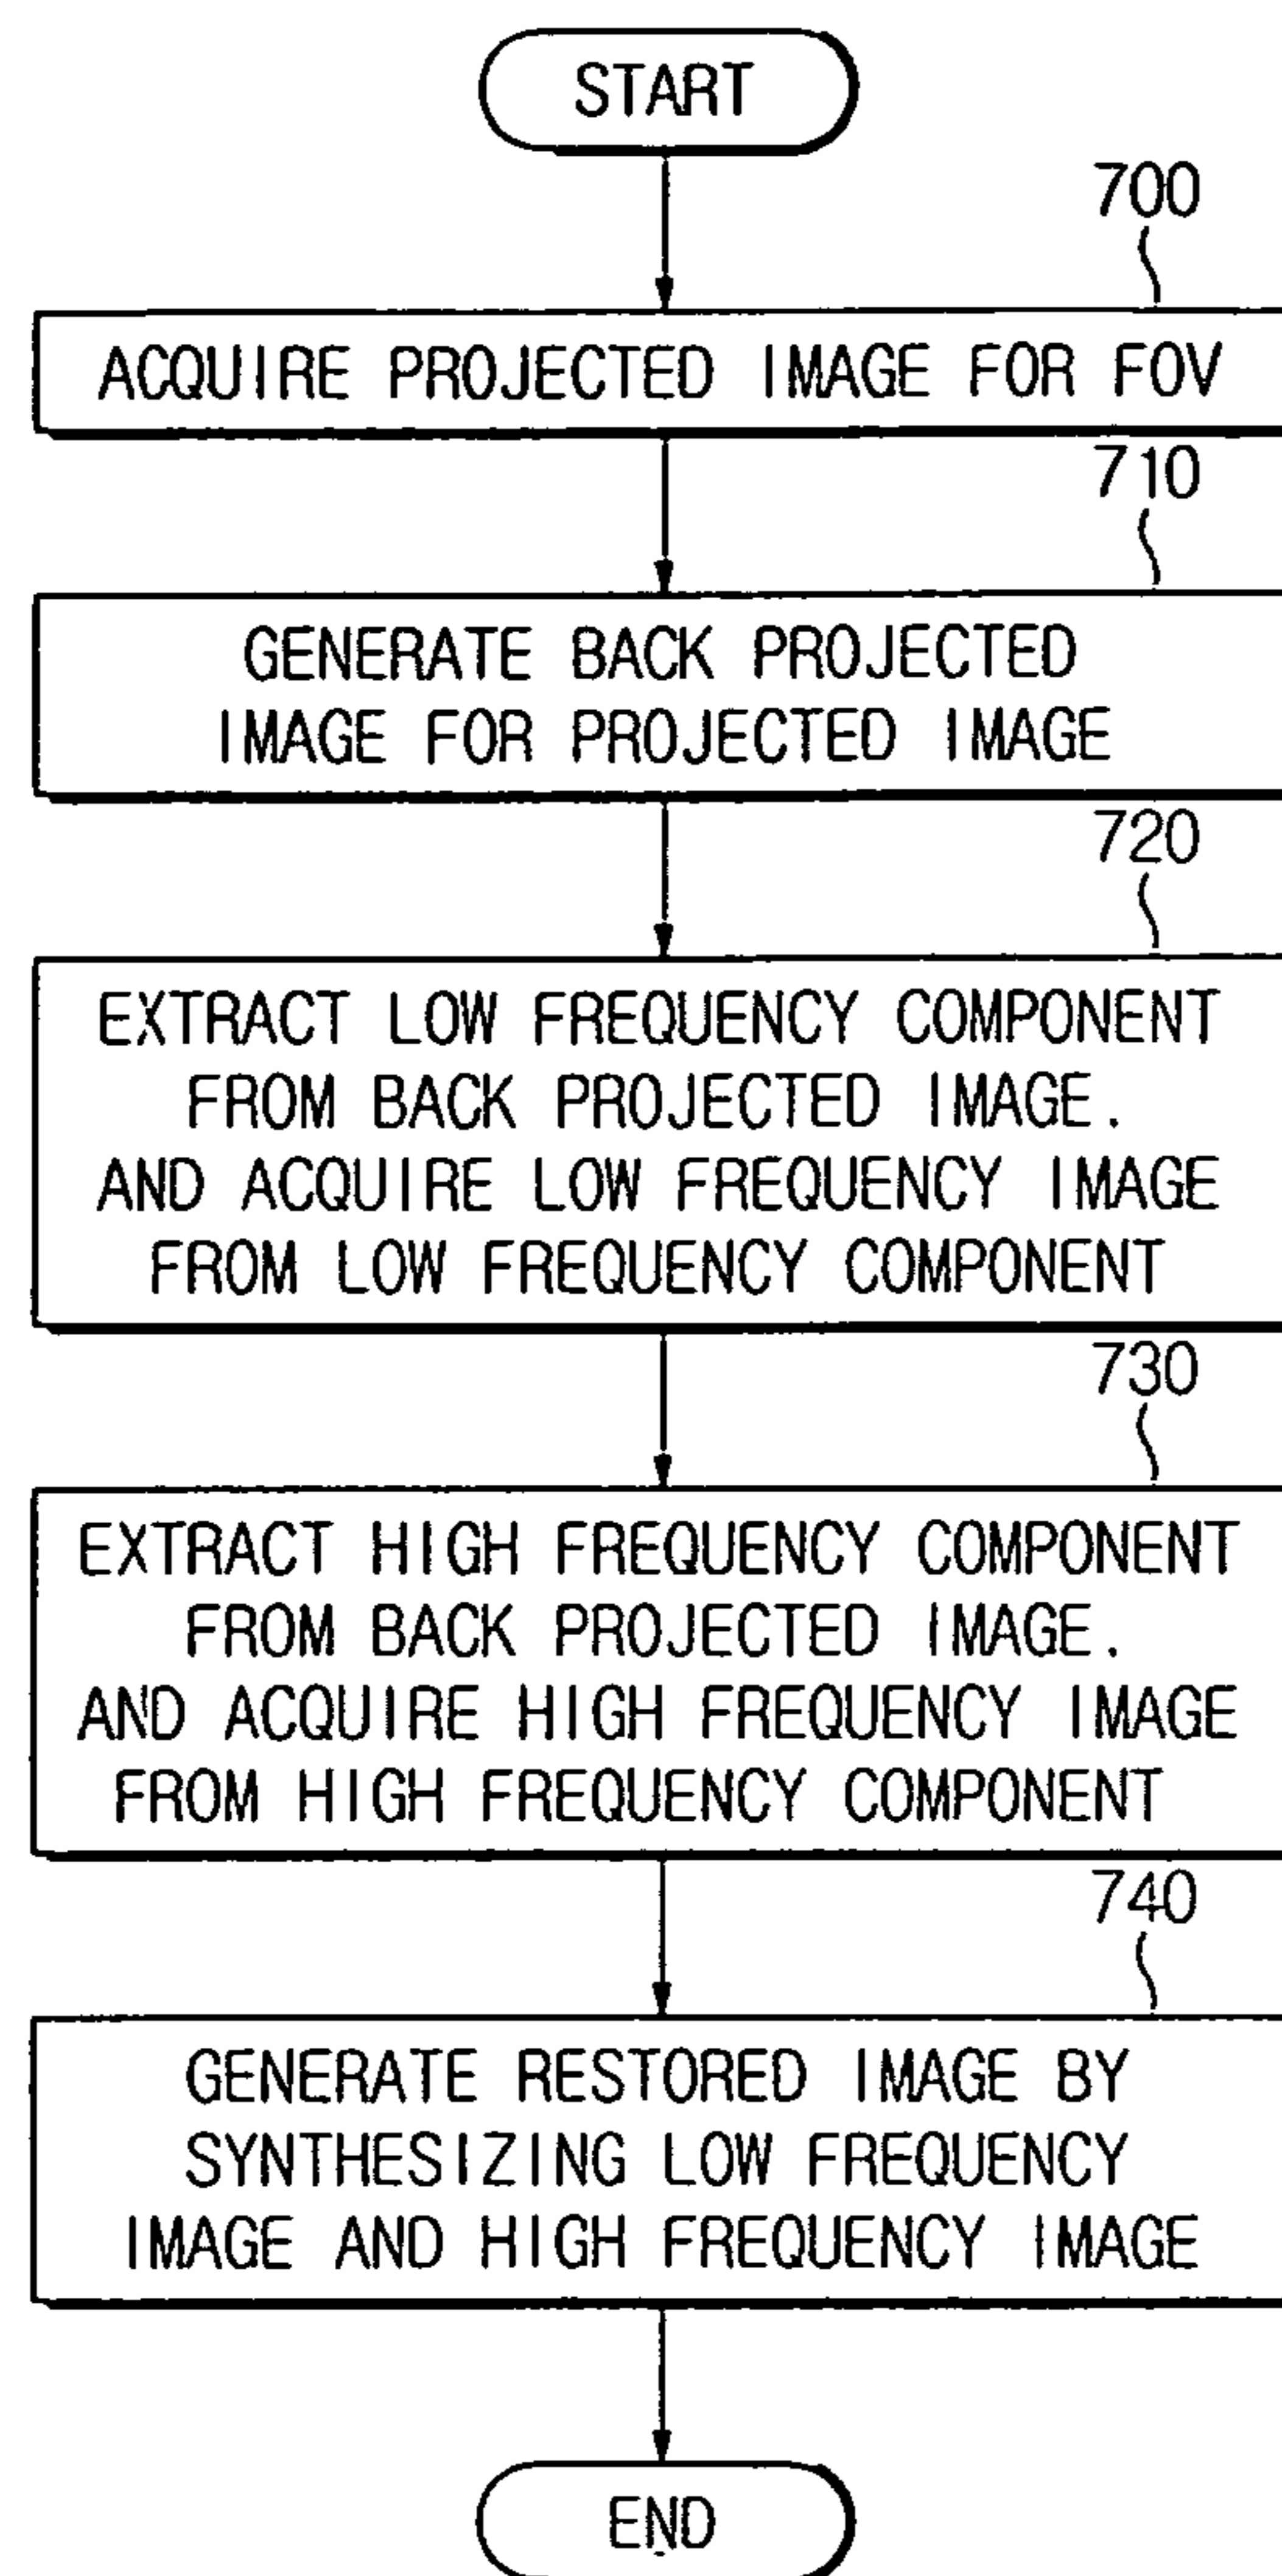 START
700
ACQUIRE PROJECTED IMAGE FOR FOV
710
GENERATE BACK PROJECTED
IMAGE FOR PROJECTED IMAGE
720
EXTRACT LOW FREQUENCY COMPONENT
FROM BACK PROJECTED IMAGE.
AND ACQUIRE LOW FREQUENCY IMAGE
FROM LOW FREQUENCY COMPONENT
730
EXTRACT HIGH FREQUENCY COMPONENT
FROM BACK PROJECTED IMAGE.
AND ACQUIRE HIGH FREQUENCY IMAGE
FROM HIGH FREQUENCY COMPONENT
740
GENERATE RESTORED IMAGE BY
SYNTHESIZING LOW FREQUENCY
IMAGE AND HIGH FREQUENCY IMAGE
END